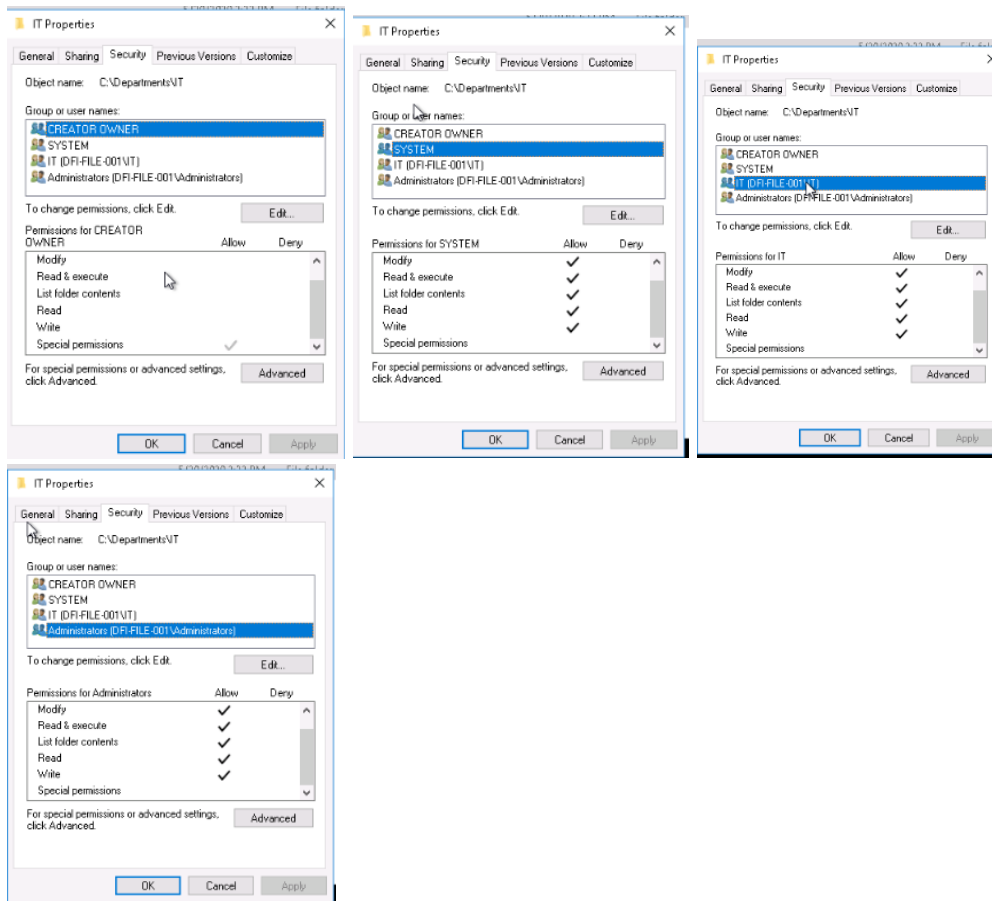 IT Properties
General Sharing Security Previous Versions Customize
Object name: C:\Departments\IT
Group or user names:
CREATOR OWNER
SYSTEM
IT (DFI-FILE-001\IT)
Administrators (DFI-FILE-001\Administrators)
To change permissions, click Edit.
Edit...
Permissions for CREATOR
OWNER Allow Deny
Modify
Read & execute
List folder contents
Read
Write
Special permissions
For special permissions or advanced settings,
click Advanced.
Advanced
OK Cancel Apply
IT Properties
General Sharing Security Previous Versions Customize
Object name: C:\Departments\IT
Group or user names:
CREATOR OWNER
SYSTEM
IT (DFI-FILE-001\IT)
Administrators (DFI-FILE-001\Administrators)
To change permissions, click Edit.
Edit...
Permissions for SYSTEM Allow Deny
Modify
Read & execute
List folder contents
Read
Write
Special permissions
For special permissions or advanced settings,
click Advanced.
Advanced
OK Cancel Apply
IT Properties
General Sharing Security Previous Versions Customize
Object name: C:\Departments\IT
Group or user names:
CREATOR OWNER
SYSTEM
IT (DFI-FILE-001\IT)
Administrators (DFI-FILE-001\Administrators)
To change permissions, click Edit.
Edit...
Permissions for IT Allow Deny
Modify
Read & execute
List folder contents
Read
Write
Special permissions
For special permissions or advanced settings,
click Advanced.
Advanced
OK Cancel Apply
IT Properties
General Sharing Security Previous Versions Customize
Object name: C:\Departments\IT
Group or user names:
CREATOR OWNER
SYSTEM
IT (DFI-FILE-001\IT)
Administrators (DFI-FILE-001\Administrators)
To change permissions, click Edit.
Edit...
Permissions for Administrators Allow Deny
Modify
Read & execute
List folder contents
Read
Write
Special permissions
For special permissions or advanced settings,
click Advanced.
Advanced
OK Cancel Apply